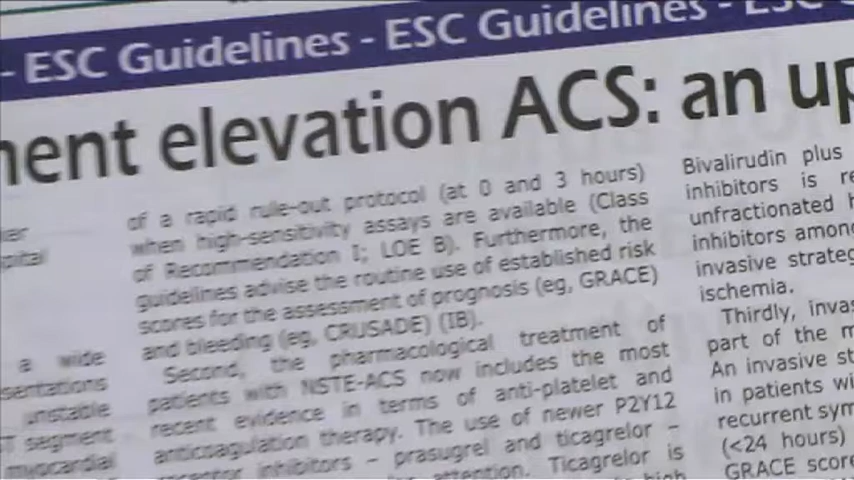 - ESC Guidelines - ESC Guidelines - ESC
ment elevation ACS: an up
pital
a wide
sentations
unstable
T segment
myocardial
of a rapid rule-out protocol (at 0 and 3 hours)
when high-sensitivity assays are available (Class
of Recommendation I; LOE B). Furthermore, the
guidelines advise the routine use of established risk
scores for the assessment of prognosis (eg, GRACE)
and bleeding (eg, CRUSADE) (IB).
Second, the pharmacological treatment of
patients with NSTE-ACS now includes the most
recent evidence in terms of anti-platelet and
anticoagulation therapy. The use of newer P2Y12
receptor inhibitors – prasugrel and ticagrelor –
attention. Ticagrelor is
high
Bivalirudin plus
inhibitors is re
unfractionated h
inhibitors among
invasive strateg
ischemia.
Thirdly, invas
part of the m
An invasive st
in patients wi
recurrent sym
(<24 hours)
GRACE score